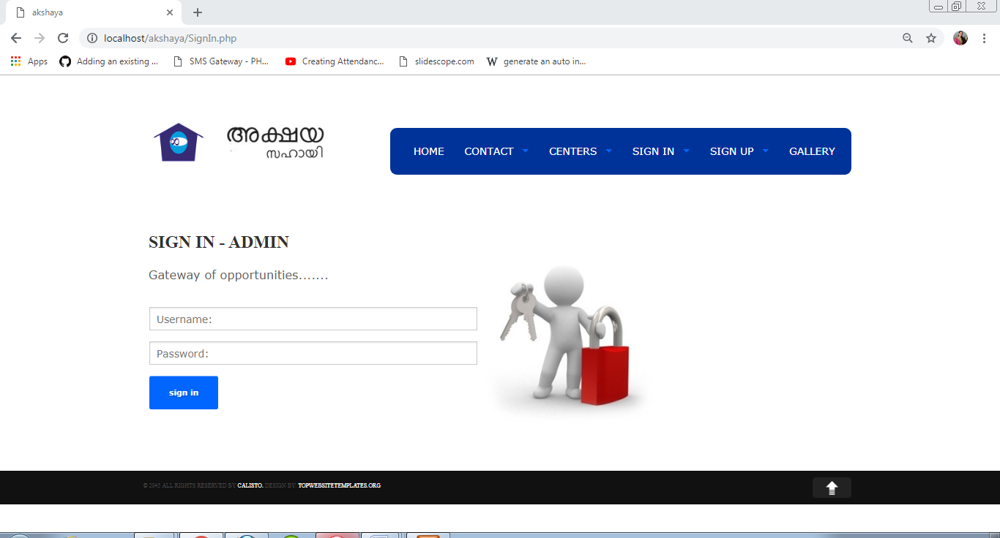 akshaya
localhost/akshaya/SignIn.php
Apps Adding an existing ... SMS Gateway - PH... Creating Attendanc... slidescope.com W generate an auto in...
അക്ഷയ
സഹായി
HOME CONTACT CENTERS SIGN IN SIGN UP GALLERY
SIGN IN - ADMIN
Gateway of opportunities.......
Username:
Password:
sign in
© 2045 ALL RIGHTS RESERVED BY CALISTO. DESIGN BY: TOPWEBSITETEMPLATES.ORG